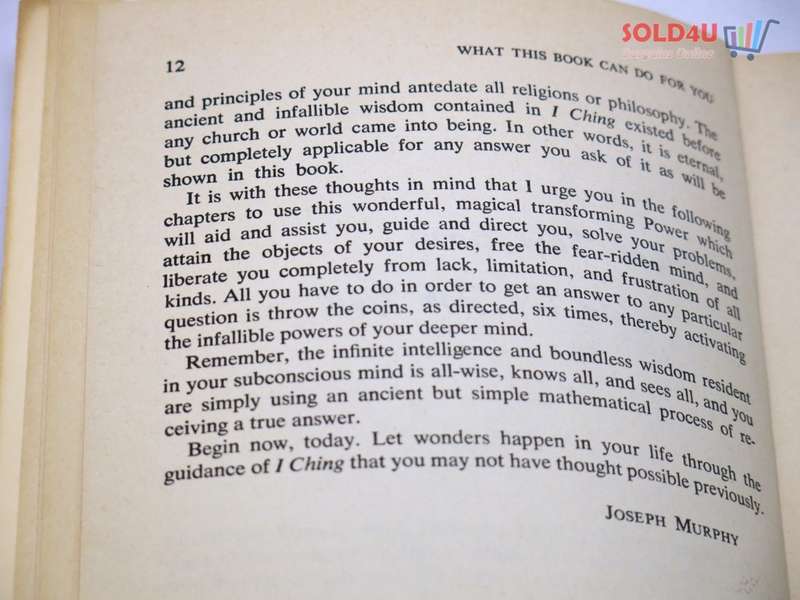 SOLD4U
12
WHAT THIS BOOK CAN DO FOR YOU
and principles of your mind antedate all religions or philosophy. The
ancient and infallible wisdom contained in I Ching existed before
any church or world came into being. In other words, it is eternal,
but completely applicable for any answer you ask of it as will be
shown in this book.
It is with these thoughts in mind that I urge you in the following
chapters to use this wonderful, magical transforming Power which
will aid and assist you, guide and direct you, solve your problems,
attain the objects of your desires, free the fear-ridden mind, and
liberate you completely from lack, limitation, and frustration of all
kinds. All you have to do in order to get an answer to any particular
question is throw the coins, as directed, six times, thereby activating
the infallible powers of your deeper mind.
Remember, the infinite intelligence and boundless wisdom resident
in your subconscious mind is all-wise, knows all, and sees all, and you
are simply using an ancient but simple mathematical process of re-
ceiving a true answer.
Begin now, today. Let wonders happen in your life through the
guidance of I Ching that you may not have thought possible previously.
JOSEPH MURPHY